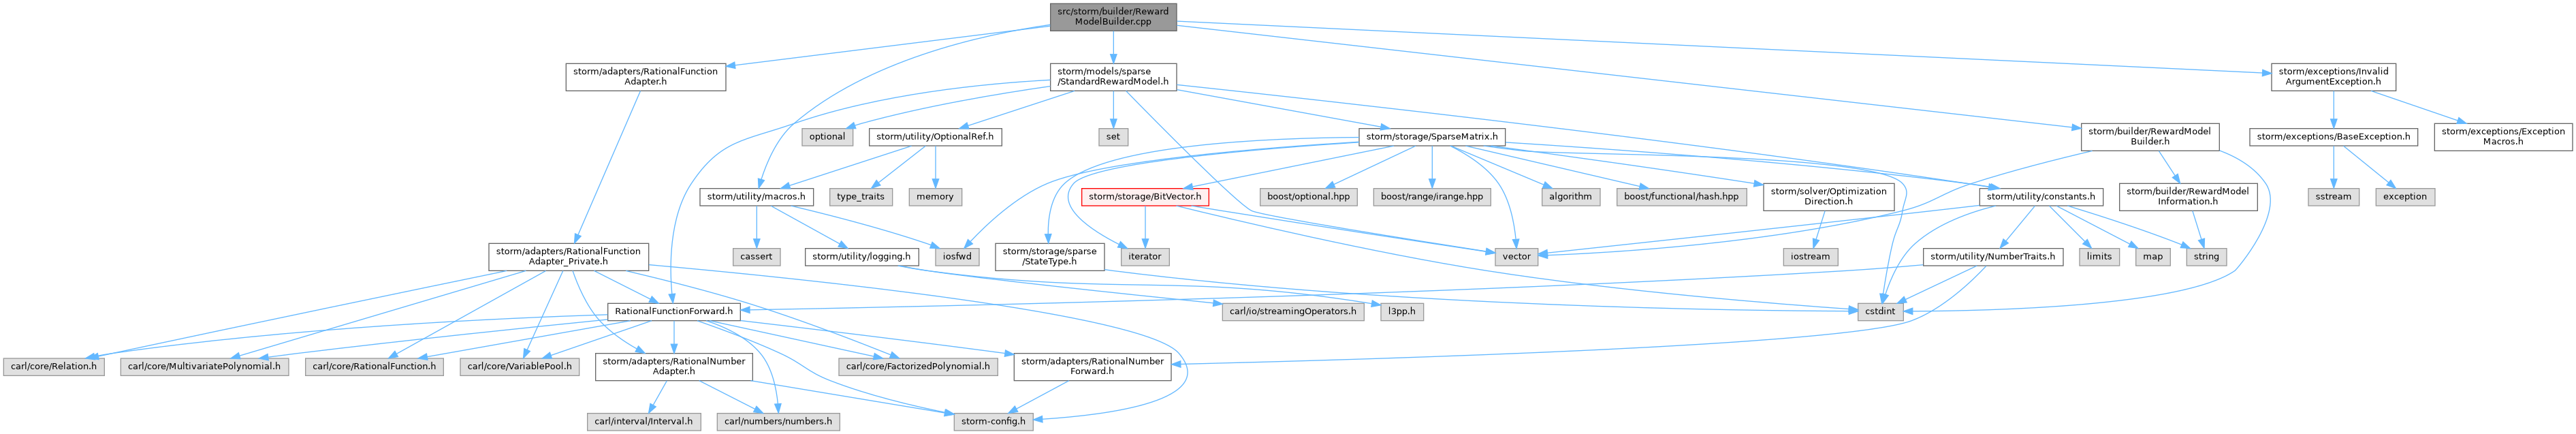 src/storm/builder/Reward
ModelBuilder.cpp
storm/adapters/RationalFunction
Adapter.h
storm/models/sparse
/StandardRewardModel.h
storm/exceptions/Invalid
ArgumentException.h
optional
storm/utility/OptionalRef.h
set
storm/storage/SparseMatrix.h
storm/builder/RewardModel
Builder.h
storm/exceptions/BaseException.h
storm/exceptions/Exception
Macros.h
storm/utility/macros.h
type_traits
memory
storm/storage/BitVector.h
boost/optional.hpp
boost/range/irange.hpp
algorithm
boost/functional/hash.hpp
storm/solver/Optimization
Direction.h
storm/utility/constants.h
storm/builder/RewardModel
Information.h
sstream
exception
storm/adapters/RationalFunction
Adapter_Private.h
cassert
storm/utility/logging.h
iosfwd
storm/storage/sparse
/StateType.h
iterator
vector
iostream
storm/utility/NumberTraits.h
limits
map
string
RationalFunctionForward.h
carl/io/streamingOperators.h
l3pp.h
cstdint
carl/core/Relation.h
carl/core/MultivariatePolynomial.h
carl/core/RationalFunction.h
carl/core/VariablePool.h
storm/adapters/RationalNumber
Adapter.h
carl/core/FactorizedPolynomial.h
storm/adapters/RationalNumber
Forward.h
carl/interval/Interval.h
carl/numbers/numbers.h
storm-config.h